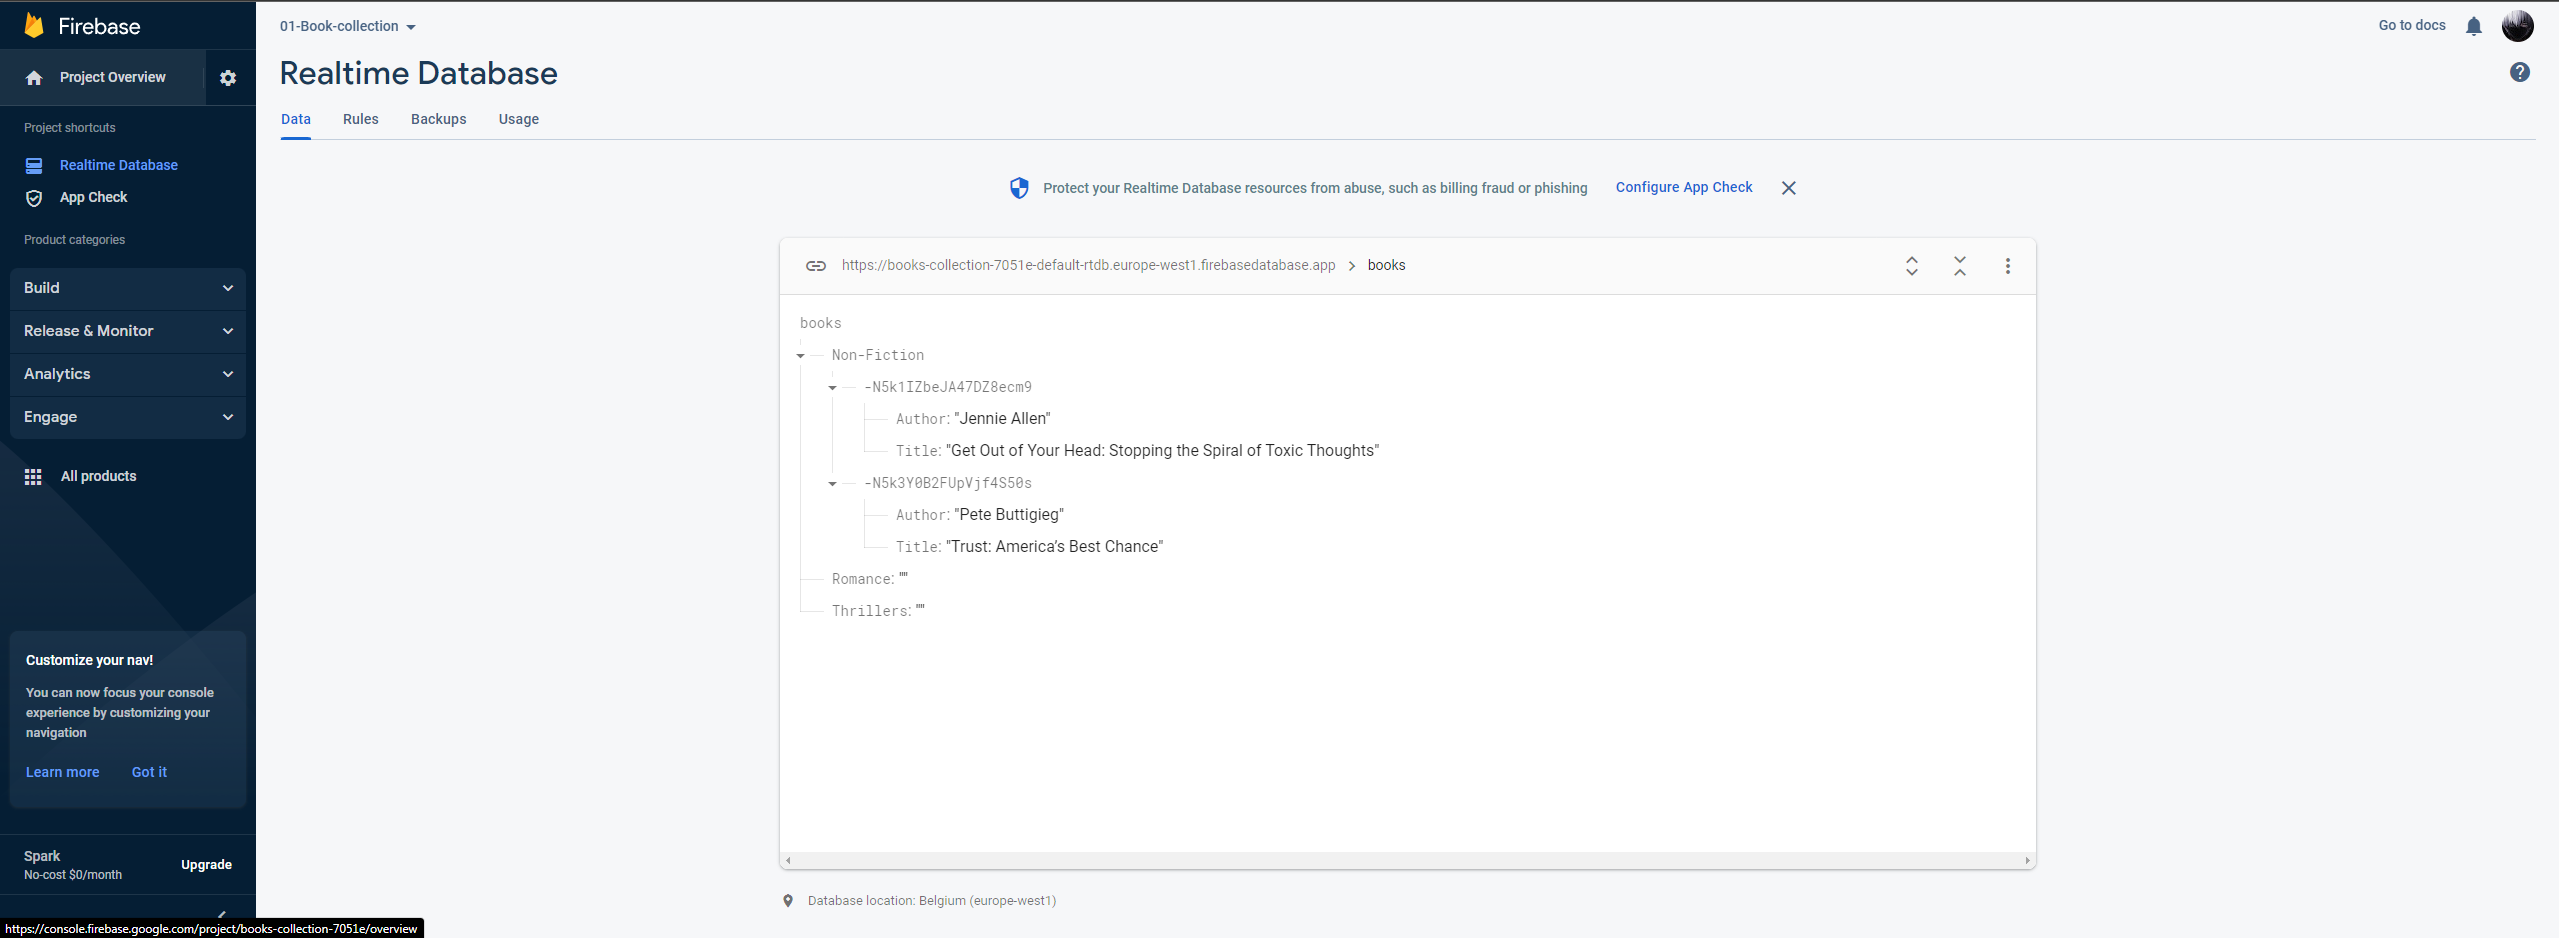 Firebase
Project Overview
Project shortcuts
Realtime Database
App Check
Product categories
Build
Release & Monitor
Analytics
Engage
All products
Customize your nav!
You can now focus your console
experience by customizing your
navigation
Learn more Got it
Spark
No-cost $0/month
Upgrade
https://console.firebase.google.com/project/books-collection-7051e/overview
01-Book-collection
Go to docs
Realtime Database
Data Rules Backups Usage
Protect your Realtime Database resources from abuse, such as billing fraud or phishing Configure App Check
https://books-collection-7051e-default-rtdb.europe-west1.firebasedatabase.app > books
books
Non-Fiction
-N5k1IZbeJA47DZ8ecm9
Author: "Jennie Allen"
Title: "Get Out of Your Head: Stopping the Spiral of Toxic Thoughts"
-N5k3Y0B2FUpVjf4S50s
Author: "Pete Buttigieg"
Title: "Trust: America’s Best Chance"
Romance: ""
Thrillers: ""
Database location: Belgium (europe-west1)